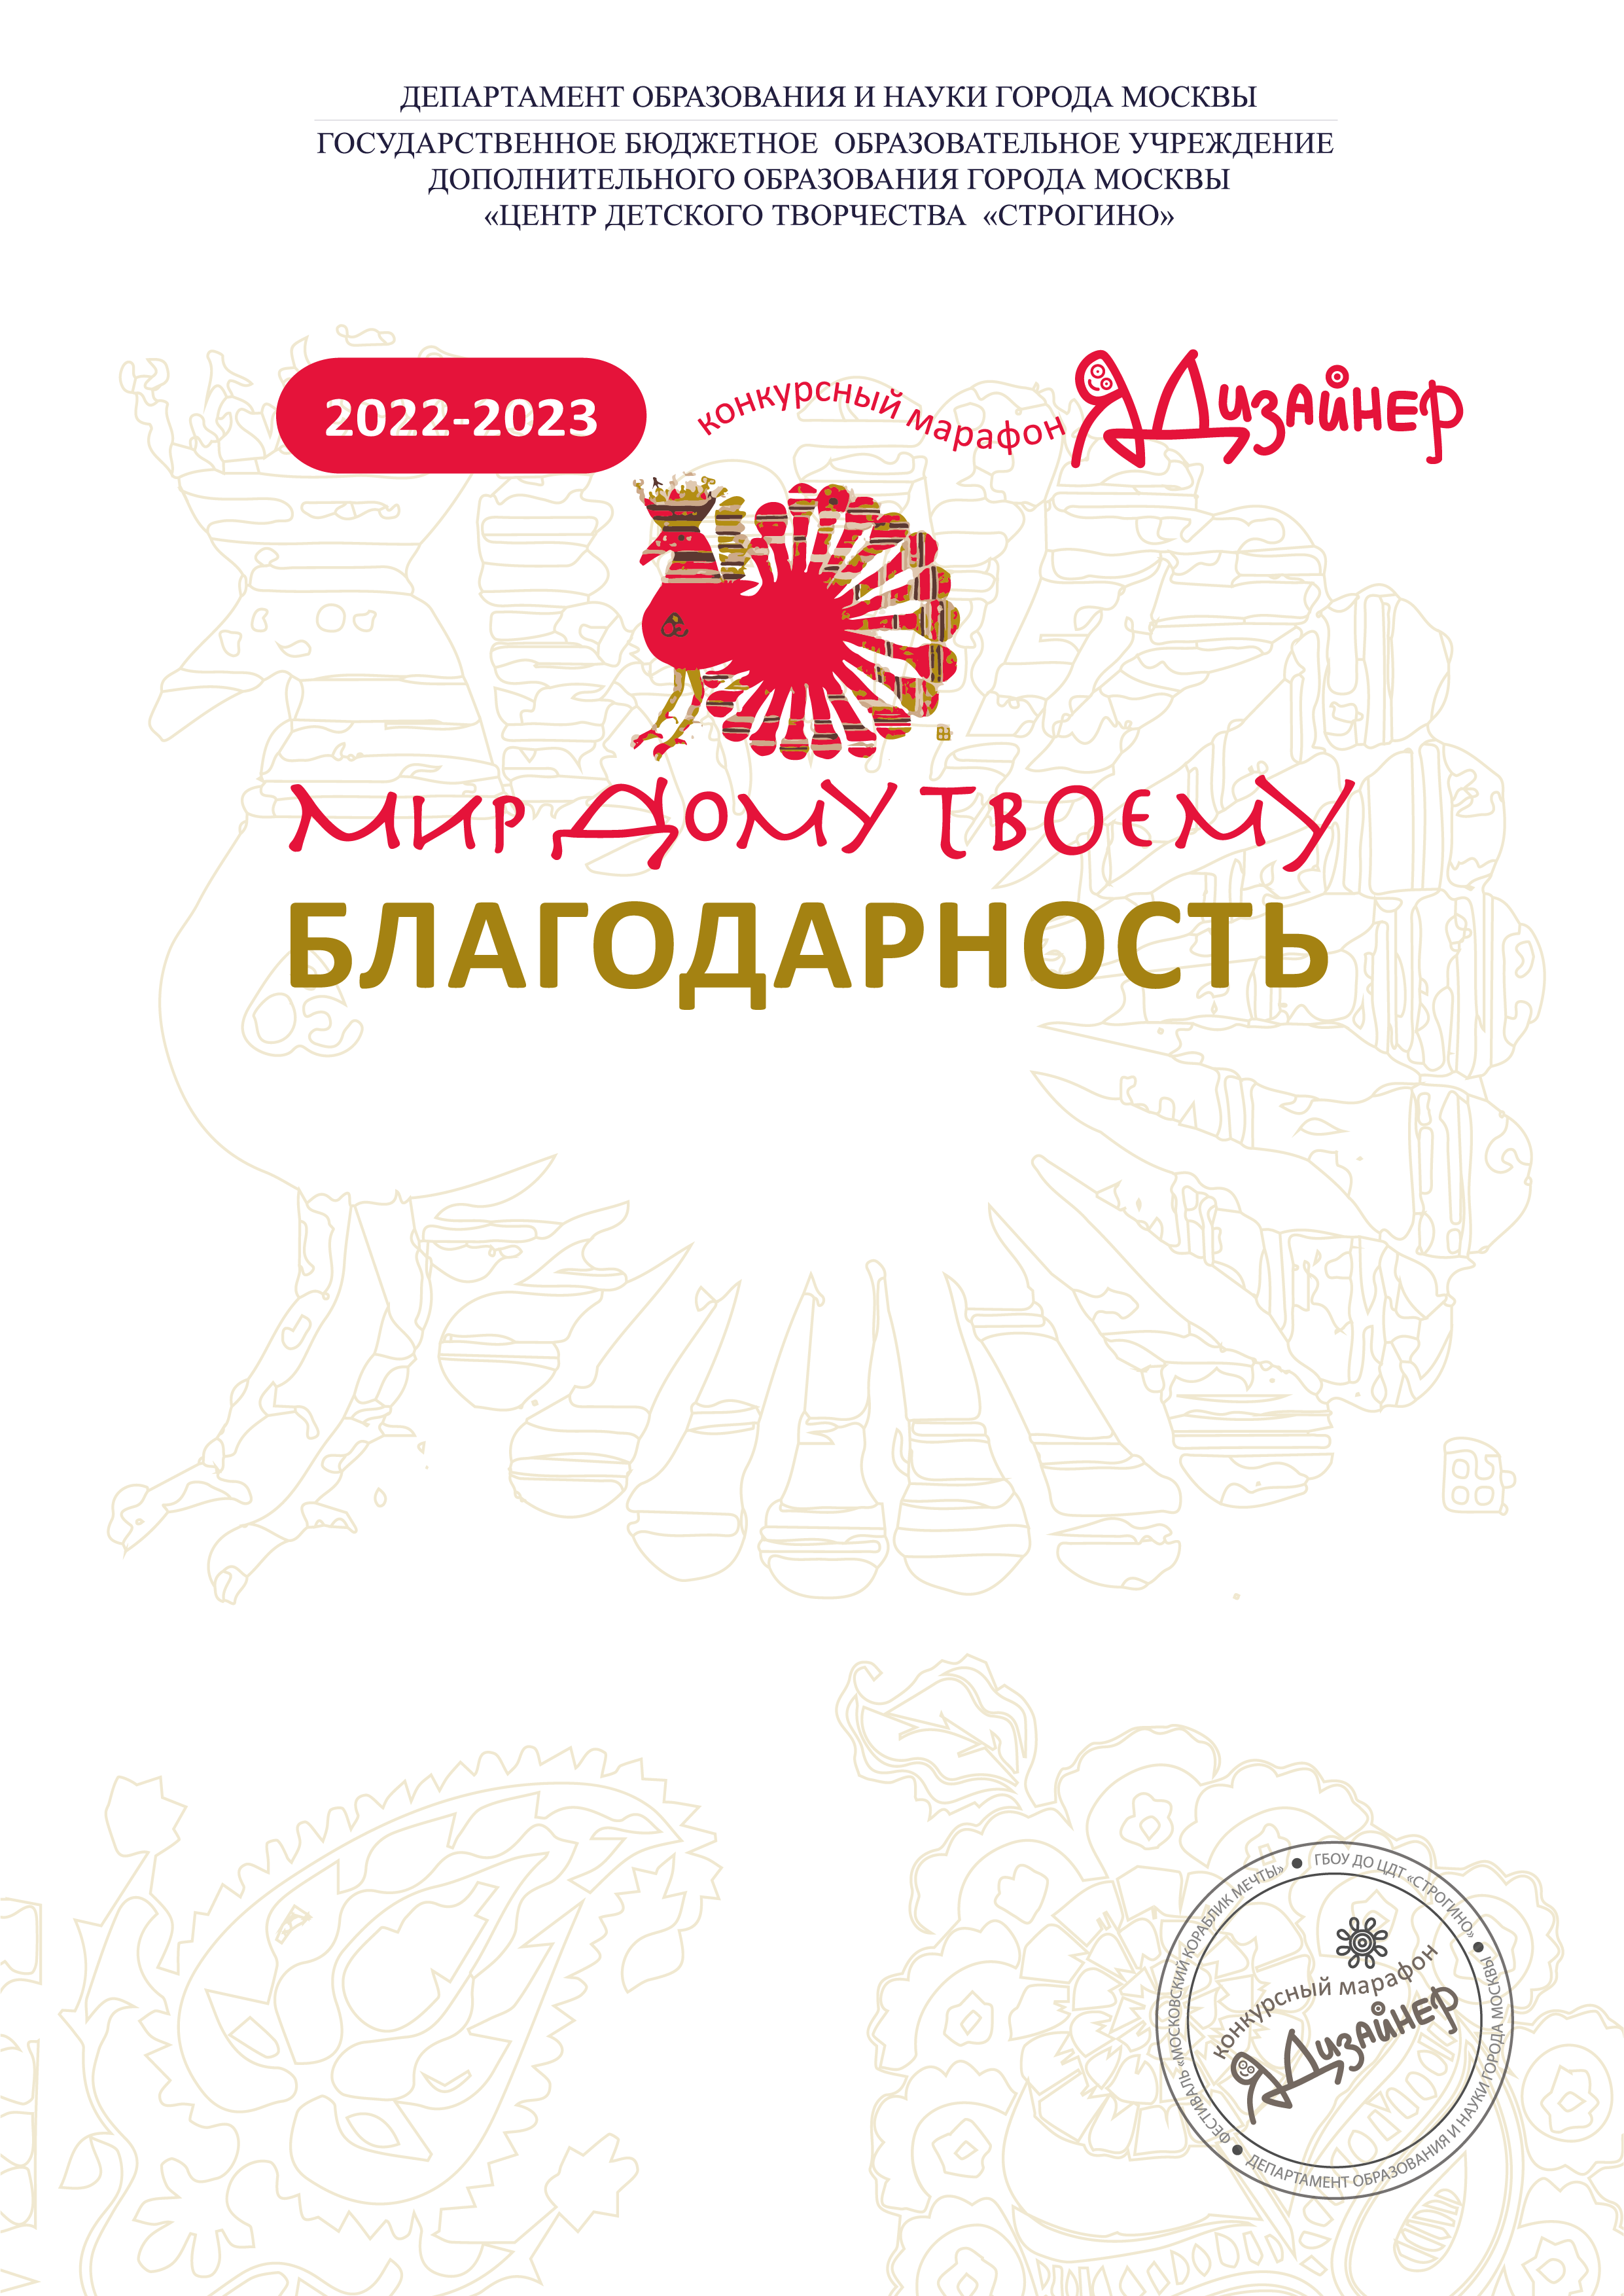 ДЕПАРТАМЕНТ ОБРАЗОВАНИЯ И НАУКИ ГОРОДА МОСКВЫ
ГОСУДАРСТВЕННОЕ БЮДЖЕТНОЕ ОБРАЗОВАТЕЛЬНОЕ УЧРЕЖДЕНИЕ
ДОПОЛНИТЕЛЬНОГО ОБРАЗОВАНИЯ ГОРОДА МОСКВЫ
«ЦЕНТР ДЕТСКОГО ТВОРЧЕСТВА «СТРОГИНО»
2022-2023
конкурсный марафон
ЯДИЗАЙНЕР
МИР ДОМУ ТВОЕМУ
БЛАГОДАРНОСТЬ
ФЕСТИВАЛЬ «МОСКОВСКИЙ КОРАБЛИК МЕЧТЫ» • ГБОУ ДО ЦДТ «СТРОГИНО» • ДЕПАРТАМЕНТ ОБРАЗОВАНИЯ И НАУКИ ГОРОДА МОСКВЫ
конкурсный марафон
ЯДИЗАЙНЕР